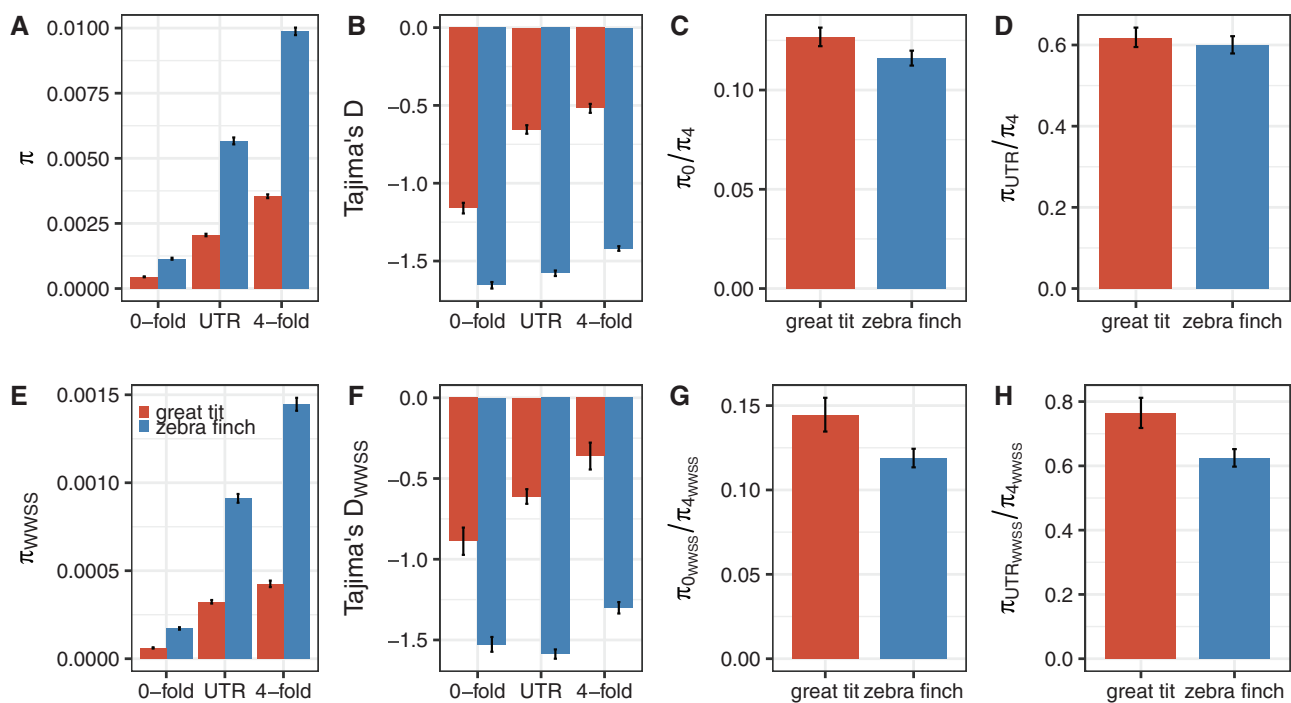 A
π
0.0100
0.0075
0.0050
0.0025
0.0000
0−fold UTR 4−fold
B
Tajima's D
0.0
−0.5
−1.0
−1.5
0−fold UTR 4−fold
C
π0/π4
0.10
0.05
0.00
great tit zebra finch
D
πUTR/π4
0.6
0.4
0.2
0.0
great tit zebra finch
E
πWWSS
0.0015
0.0010
0.0005
0.0000
great tit
zebra finch
0−fold UTR 4−fold
F
Tajima's DWWSS
0.0
−0.5
−1.0
−1.5
0−fold UTR 4−fold
G
π0WWSS/π4WWSS
0.15
0.10
0.05
0.00
great tit zebra finch
H
πUTRWWSS/π4WWSS
0.8
0.6
0.4
0.2
0.0
great tit zebra finch